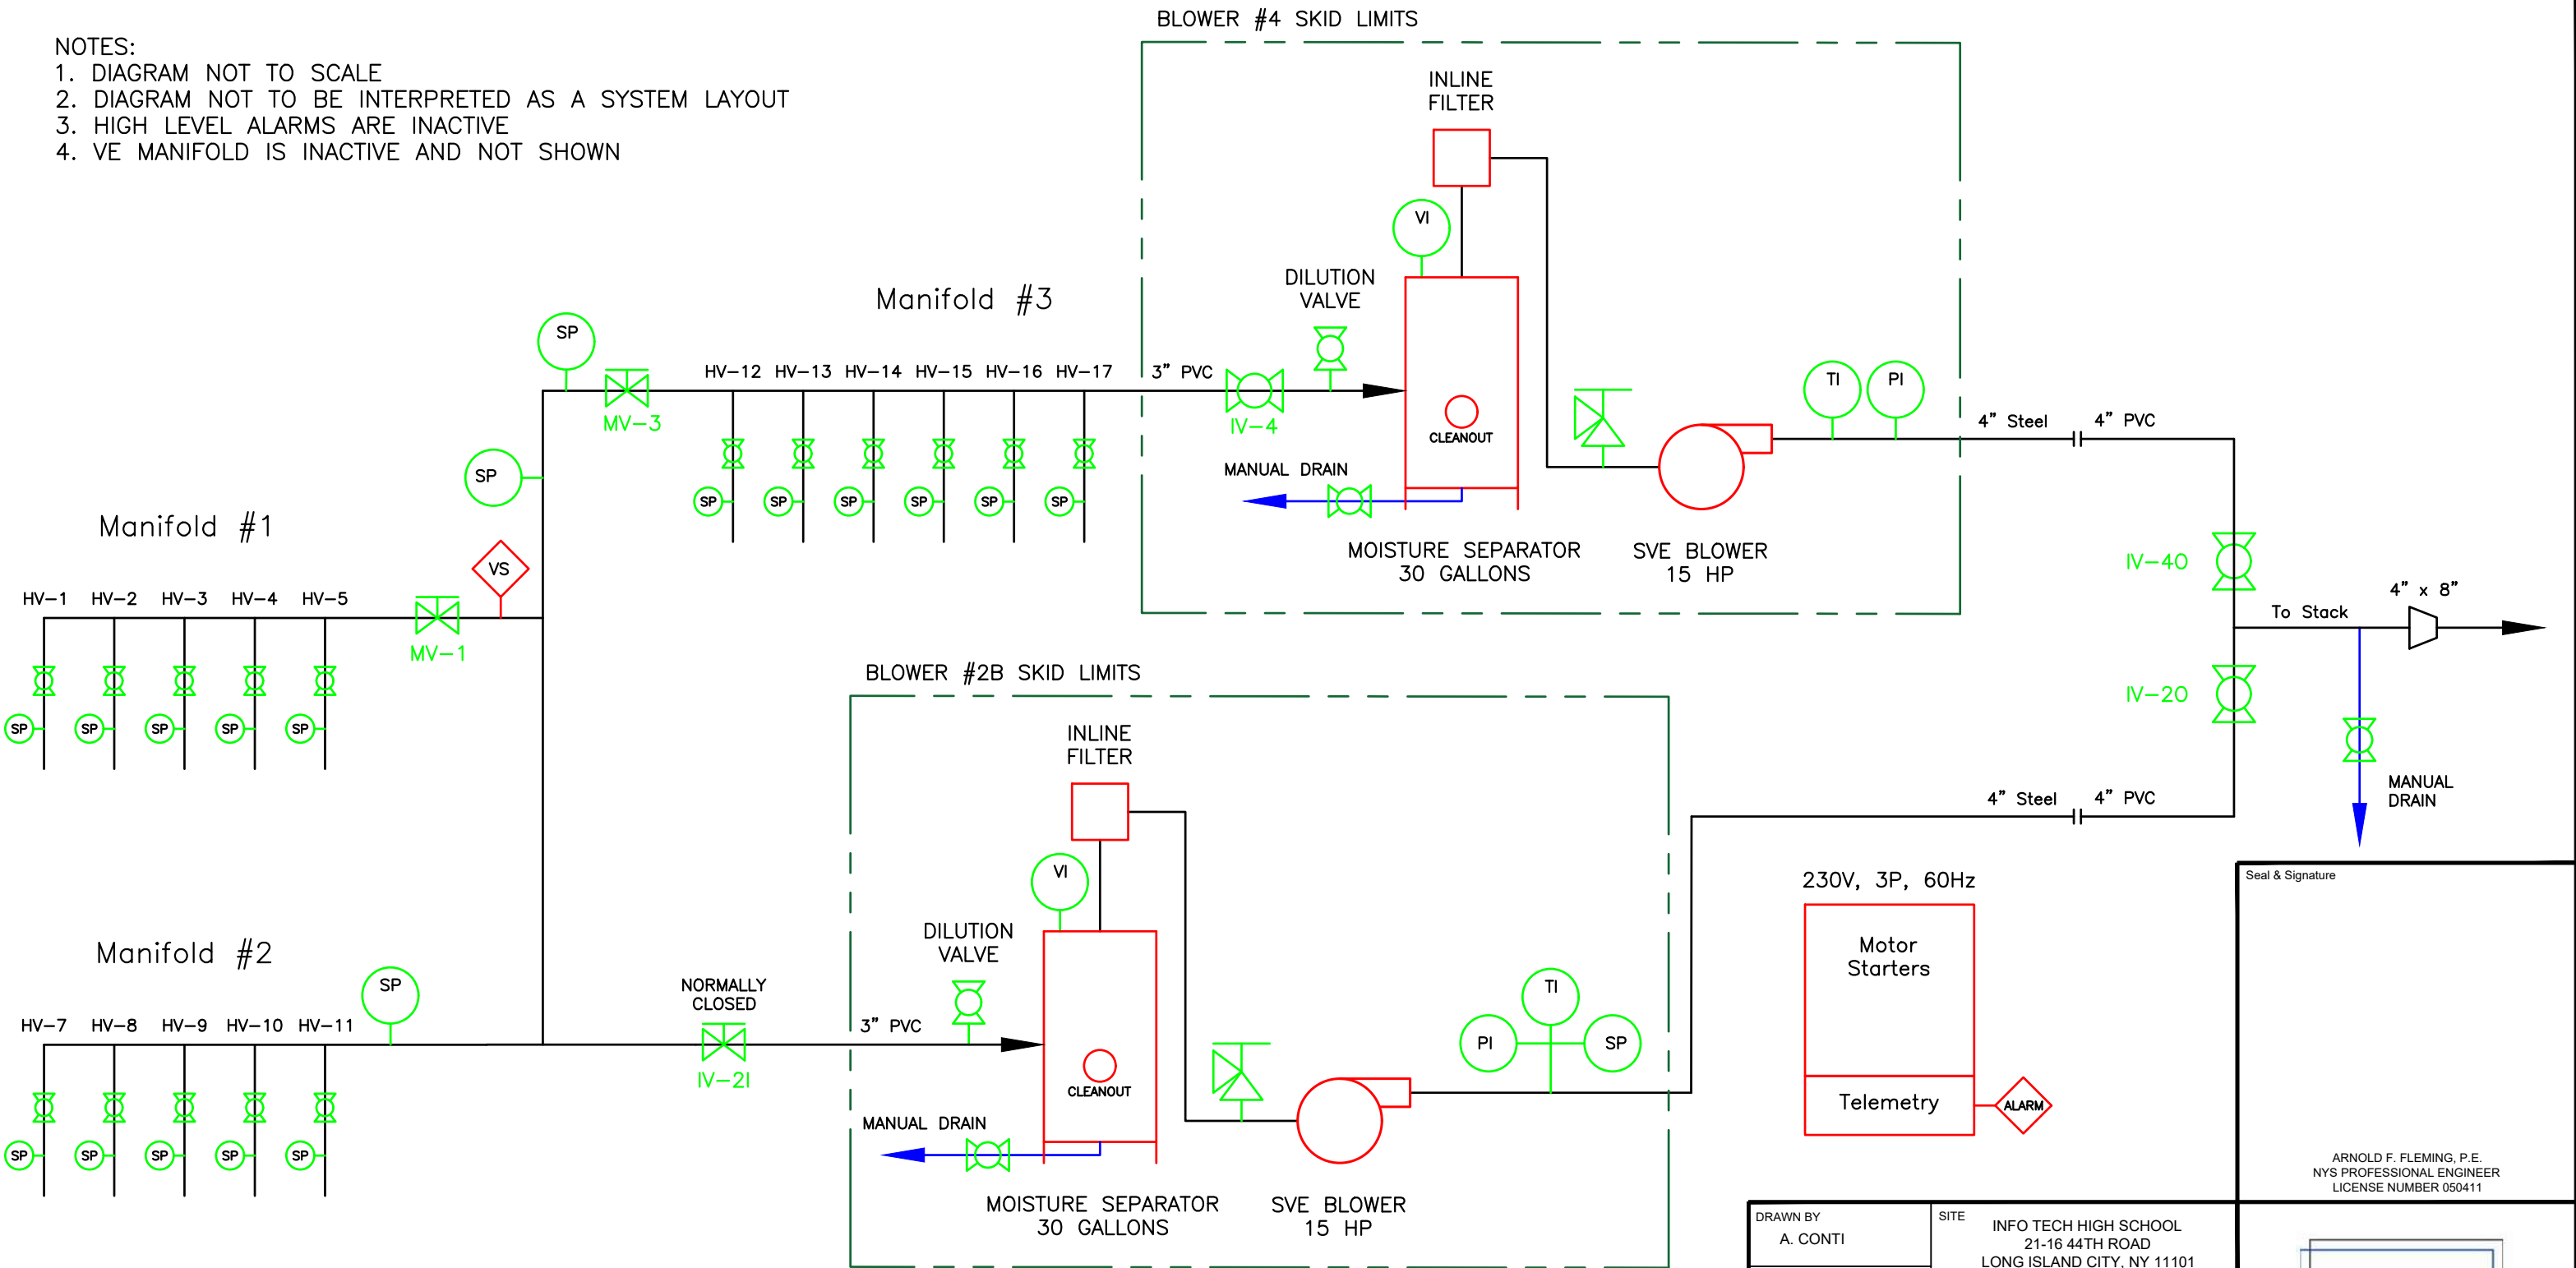 NOTES:
1. DIAGRAM NOT TO SCALE
2. DIAGRAM NOT TO BE INTERPRETED AS A SYSTEM LAYOUT
3. HIGH LEVEL ALARMS ARE INACTIVE
4. VE MANIFOLD IS INACTIVE AND NOT SHOWN
BLOWER #4 SKID LIMITS
INLINE
FILTER
VI
DILUTION
VALVE
Manifold #3
SP
MV-3
HV-12 HV-13 HV-14 HV-15 HV-16 HV-17
3" PVC
IV-4
SP SP SP SP SP SP
CLEANOUT
MANUAL DRAIN
MOISTURE SEPARATOR
30 GALLONS
SVE BLOWER
15 HP
TI PI
4" Steel 4" PVC
SP
Manifold #1
VS
HV-1 HV-2 HV-3 HV-4 HV-5
MV-1
SP SP SP SP SP
IV-40
To Stack
4" x 8"
IV-20
MANUAL
DRAIN
4" Steel 4" PVC
BLOWER #2B SKID LIMITS
INLINE
FILTER
VI
DILUTION
VALVE
Manifold #2
SP
HV-7 HV-8 HV-9 HV-10 HV-11
SP SP SP SP SP
NORMALLY
CLOSED
IV-2I
3" PVC
CLEANOUT
MANUAL DRAIN
MOISTURE SEPARATOR
30 GALLONS
SVE BLOWER
15 HP
TI
PI SP
230V, 3P, 60Hz
Motor
Starters
Telemetry
ALARM
Seal & Signature
ARNOLD F. FLEMING, P.E.
NYS PROFESSIONAL ENGINEER
LICENSE NUMBER 050411
DRAWN BY
A. CONTI
SITE
INFO TECH HIGH SCHOOL
21-16 44TH ROAD
LONG ISLAND CITY, NY 11101